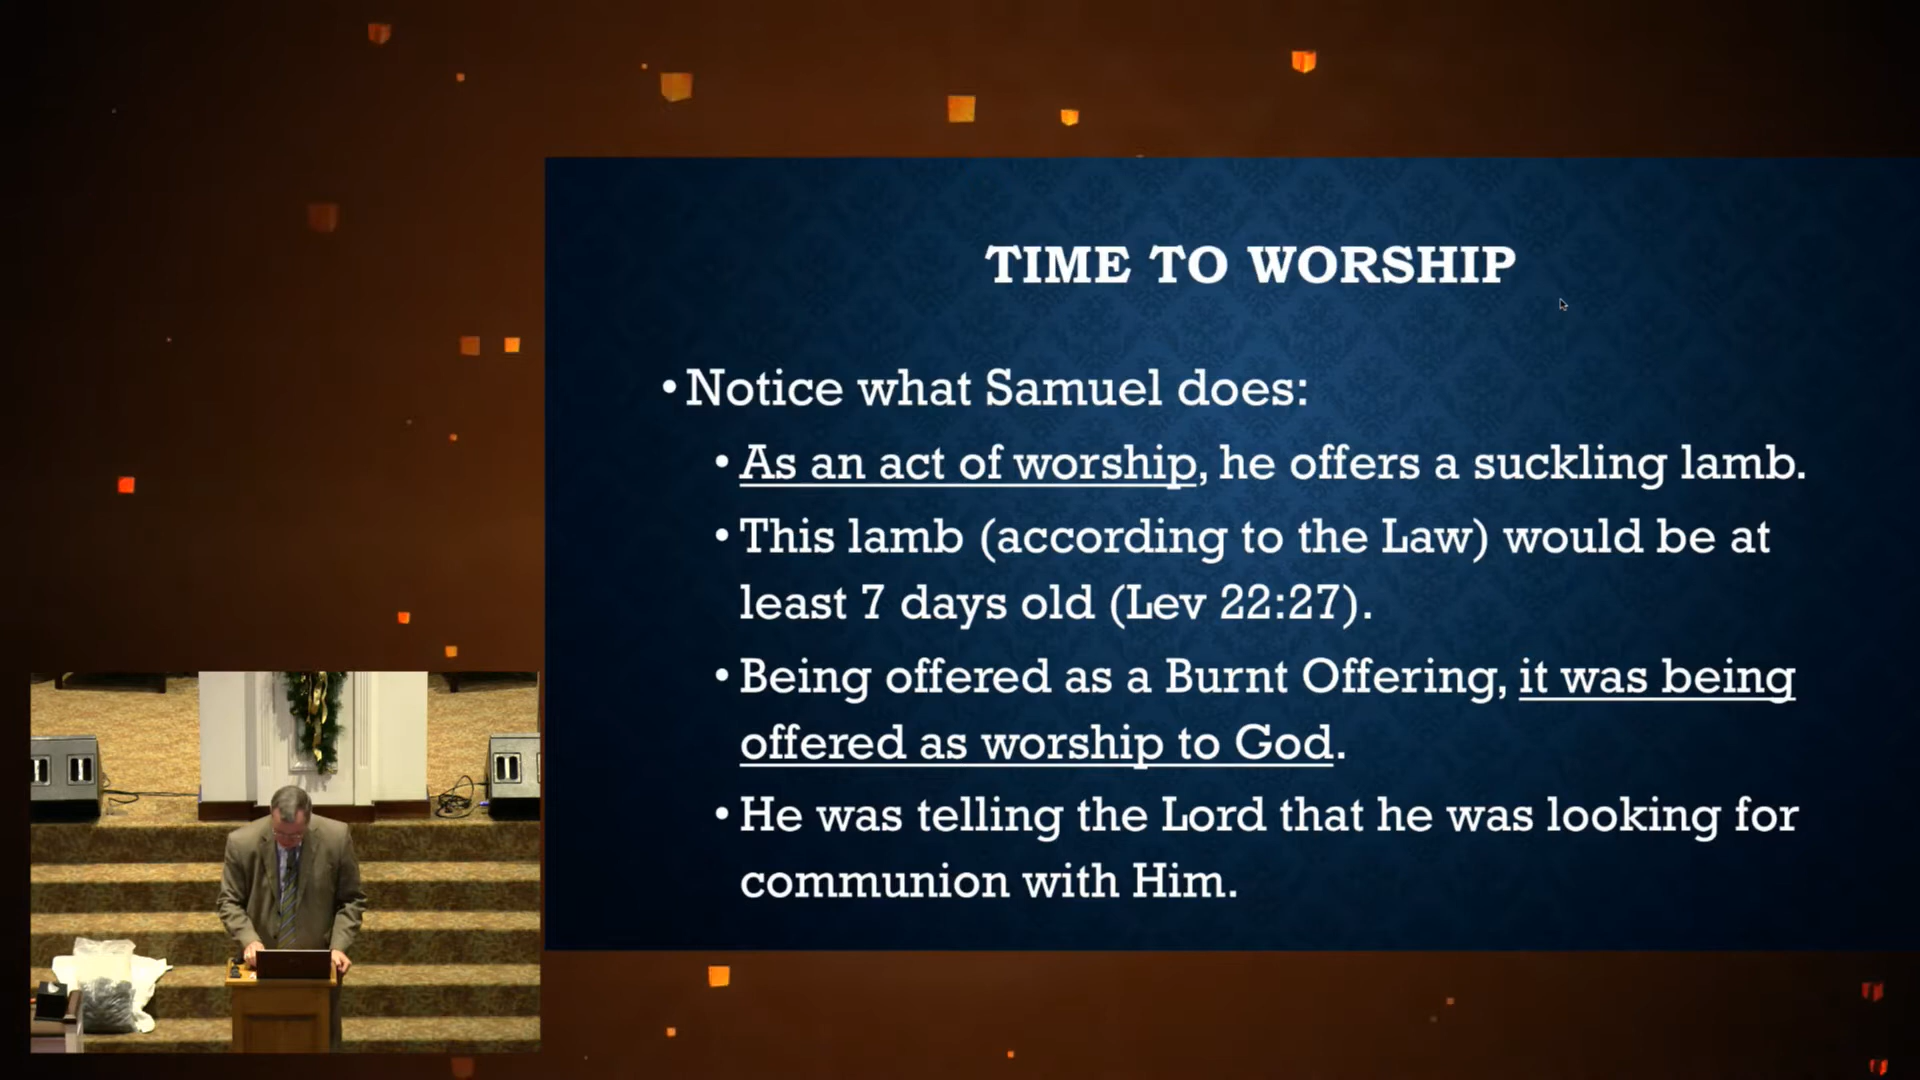 TIME TO WORSHIP
•Notice what Samuel does:
•As an act of worship, he offers a suckling lamb.
•This lamb (according to the Law) would be at
least 7 days old (Lev 22:27).
•Being offered as a Burnt Offering, it was being
offered as worship to God.
•He was telling the Lord that he was looking for
communion with Him.